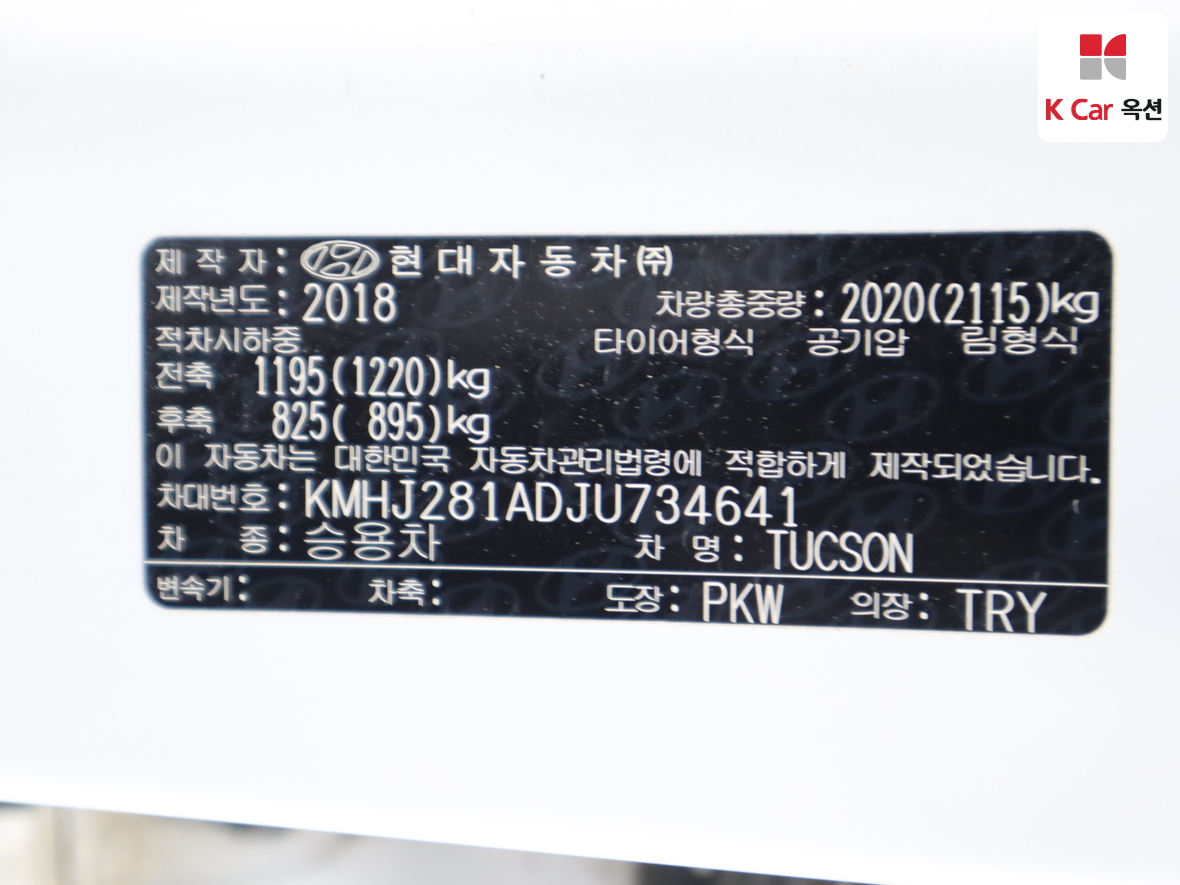 K Car 옥션
제작자: 현대자동차㈜
제작년도: 2018 차량총중량: 2020(2115)kg
적차시하중 타이어형식 공기압 림형식
전축 1195(1220)kg
후축 825( 895)kg
이 자동차는 대한민국 자동차관리법령에 적합하게 제작되었습니다.
차대번호: KMHJ281ADJU734641
차 종: 승용차 차 명: TUCSON
변속기: 차축: 도장: PKW 의장: TRY